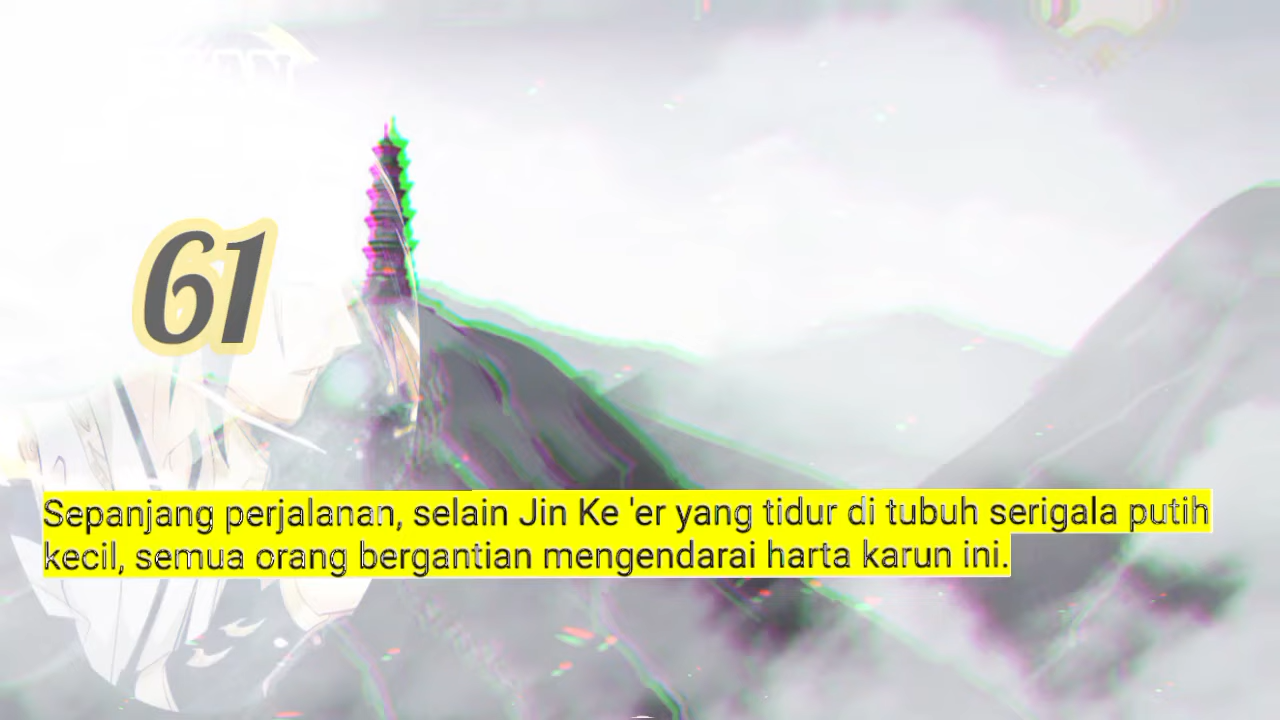 61
Sepanjang perjalanan, selain Jin Ke 'er yang tidur di tubuh serigala putih
kecil, semua orang bergantian mengendarai harta karun ini.